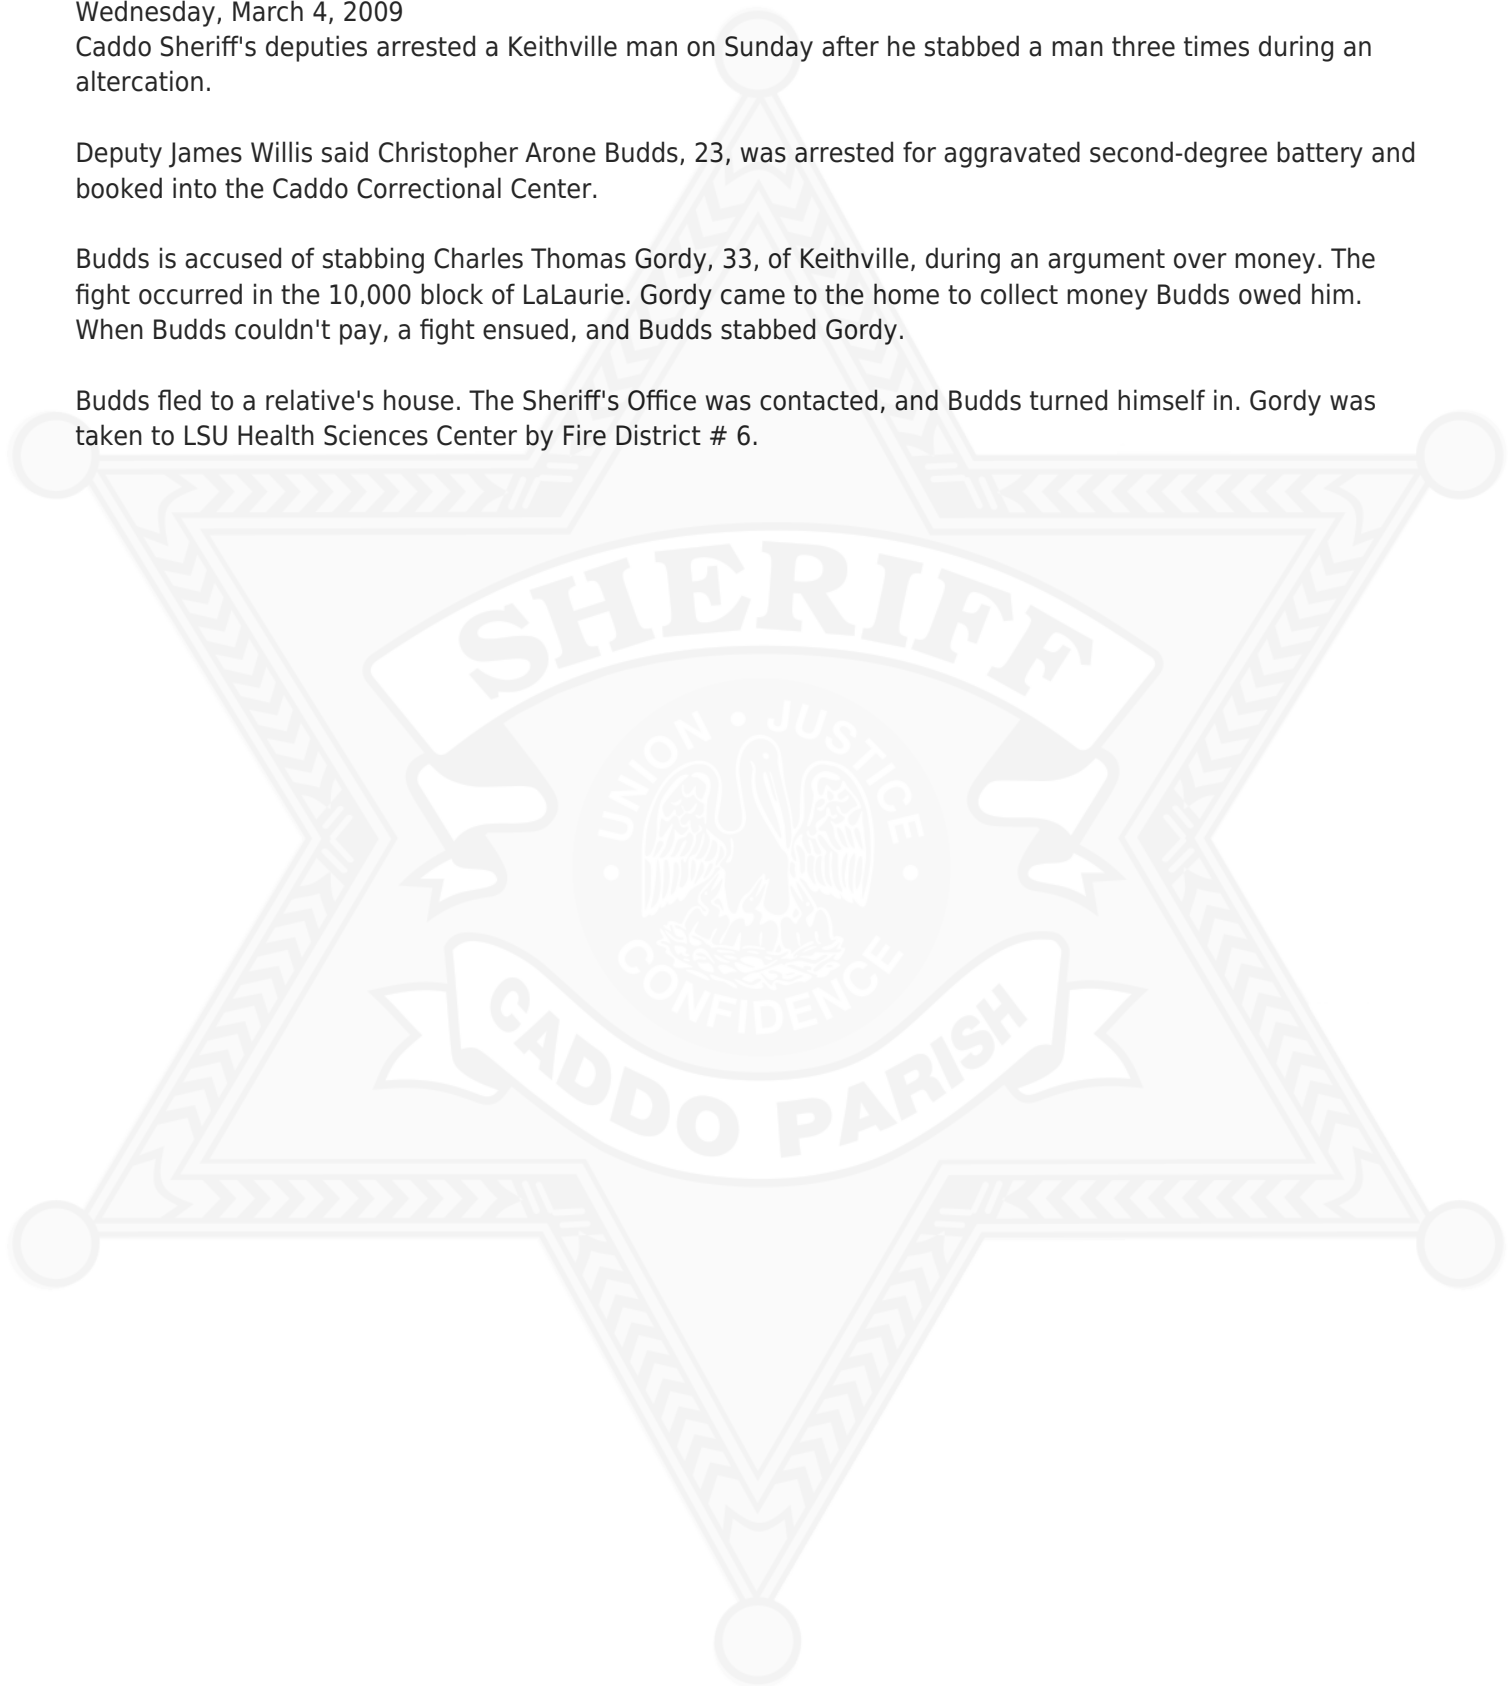 Wednesday, March 4, 2009
Caddo Sheriff's deputies arrested a Keithville man on Sunday after he stabbed a man three times during an
altercation.
Deputy James Willis said Christopher Arone Budds, 23, was arrested for aggravated second-degree battery and
booked into the Caddo Correctional Center.
Budds is accused of stabbing Charles Thomas Gordy, 33, of Keithville, during an argument over money. The
fight occurred in the 10,000 block of LaLaurie. Gordy came to the home to collect money Budds owed him.
When Budds couldn't pay, a fight ensued, and Budds stabbed Gordy.
Budds fled to a relative's house. The Sheriff's Office was contacted, and Budds turned himself in. Gordy was
taken to LSU Health Sciences Center by Fire District # 6.
SHERIFF
UNION • JUSTICE
• CONFIDENCE •
CADDO PARISH